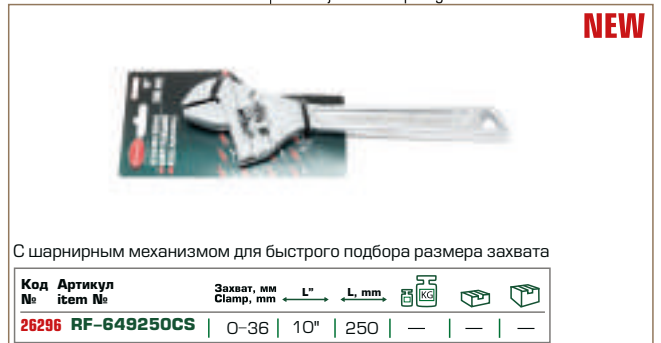 NEW
С шарнирным механизмом для быстрого подбора размера захвата
Код Артикул Захват, мм L" L, mm KG
№ item № Clamp, mm
26296 RF-649250CS 0-36 10" 250 — — —